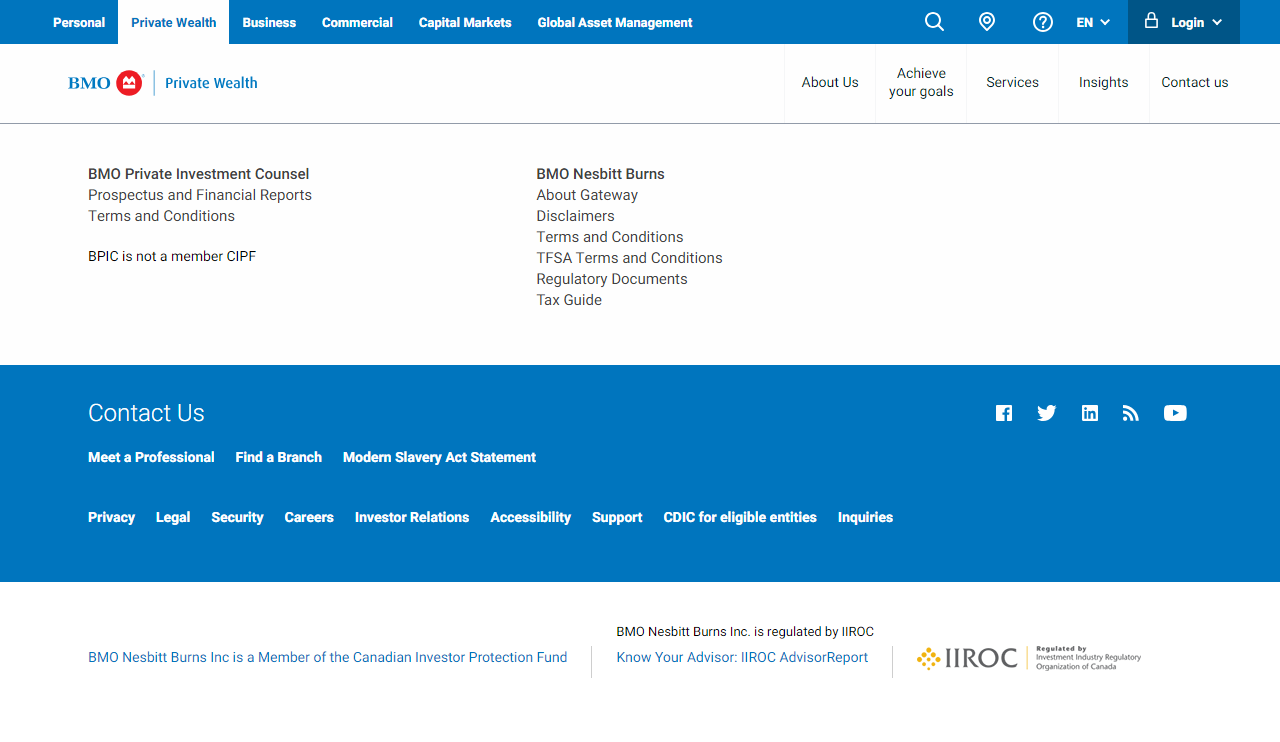 Personal Private Wealth Business Commercial Capital Markets Global Asset Management EN Login
BMO Private Wealth
About Us
Achieve
your goals
Services
Insights
Contact us
BMO Private Investment Counsel
Prospectus and Financial Reports
Terms and Conditions
BPIC is not a member CIPF
BMO Nesbitt Burns
About Gateway
Disclaimers
Terms and Conditions
TFSA Terms and Conditions
Regulatory Documents
Tax Guide
Contact Us
Meet a Professional Find a Branch Modern Slavery Act Statement
Privacy Legal Security Careers Investor Relations Accessibility Support CDIC for eligible entities Inquiries
BMO Nesbitt Burns Inc is a Member of the Canadian Investor Protection Fund
BMO Nesbitt Burns Inc. is regulated by IIROC
Know Your Advisor: IIROC AdvisorReport
IIROC
Regulated by
Investment Industry Regulatory
Organization of Canada